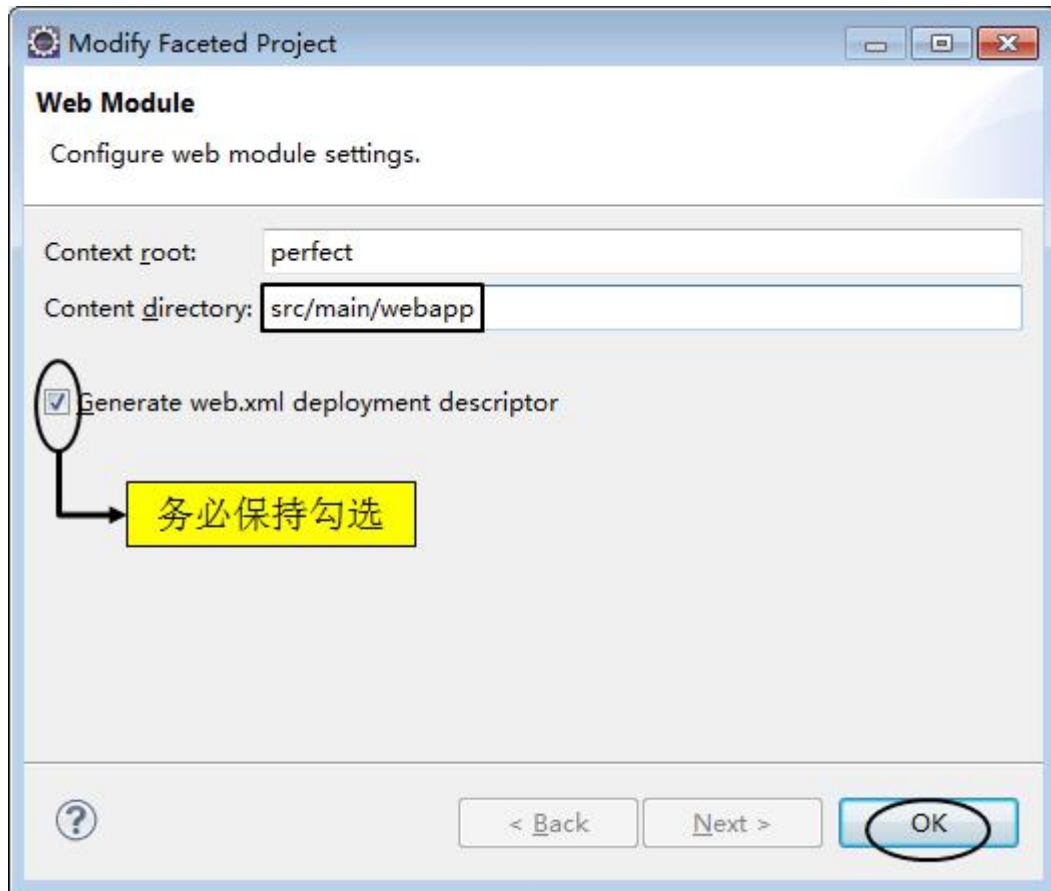 Modify Faceted Project
Web Module
Configure web module settings.
Context root: perfect
Content directory: src/main/webapp
Generate web.xml deployment descriptor
务必保持勾选
?
< Back Next > OK